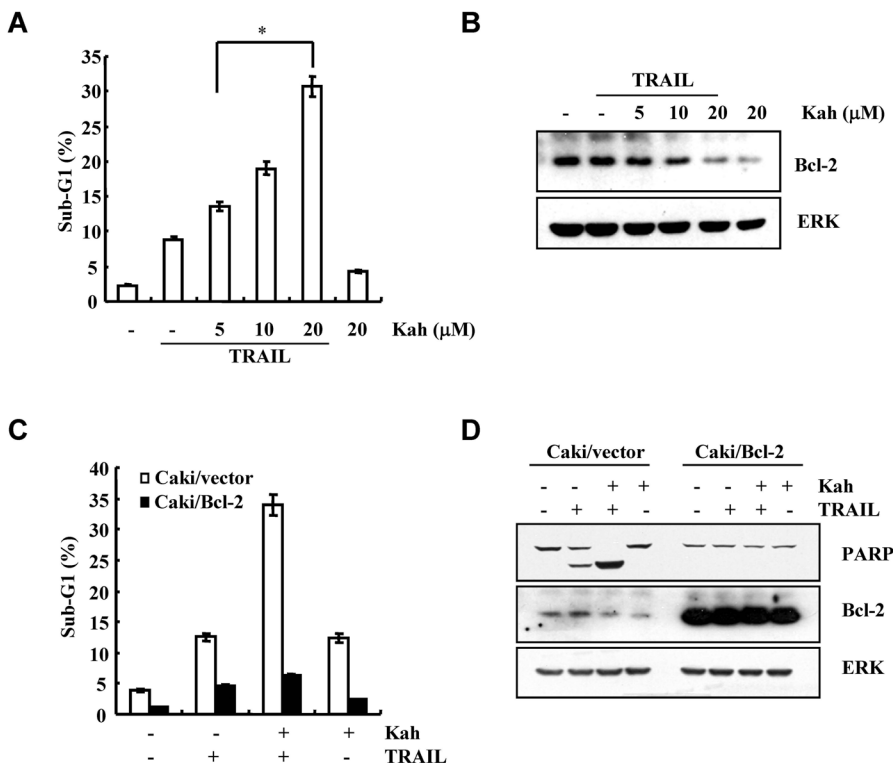 A
*
35
30
25
20
15
10
5
0
Sub-G1 (%)
- - 5 10 20 20 Kah (μM)
TRAIL
B
TRAIL
- - 5 10 20 20 Kah (μM)
Bcl-2
ERK
C
Caki/vector
Caki/Bcl-2
40
35
30
25
20
15
10
5
0
Sub-G1 (%)
- - + + Kah
- + + - TRAIL
D
Caki/vector Caki/Bcl-2
- - + + - - + + Kah
- + + - - + + - TRAIL
PARP
Bcl-2
ERK